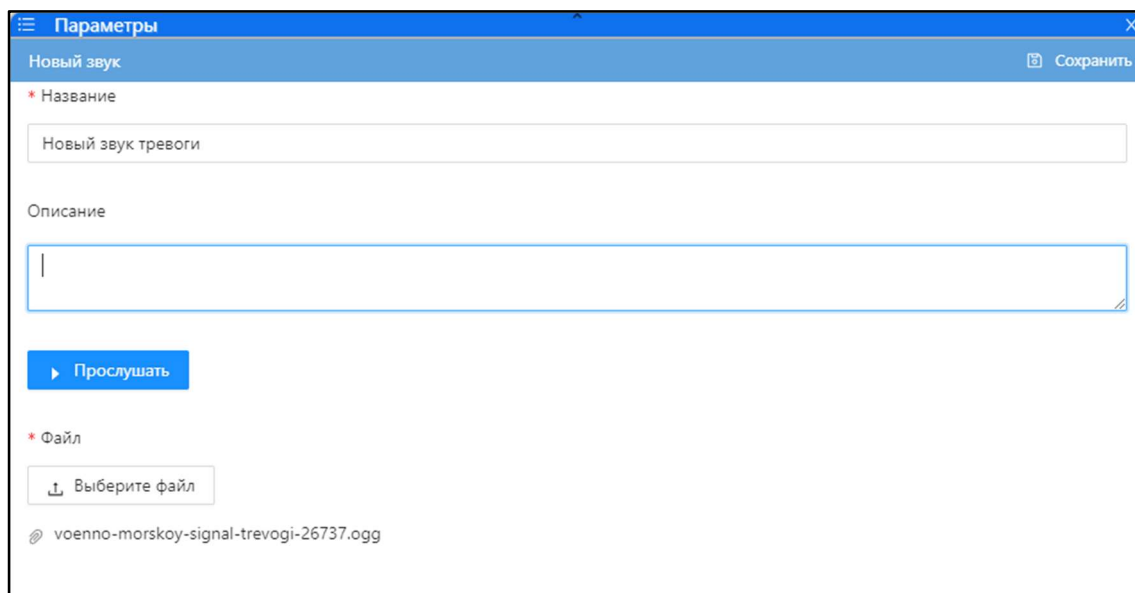 Параметры
Новый звук
Сохранить
* Название
Новый звук тревоги
Описание
Прослушать
* Файл
Выберите файл
voenno-morskoy-signal-trevogi-26737.ogg